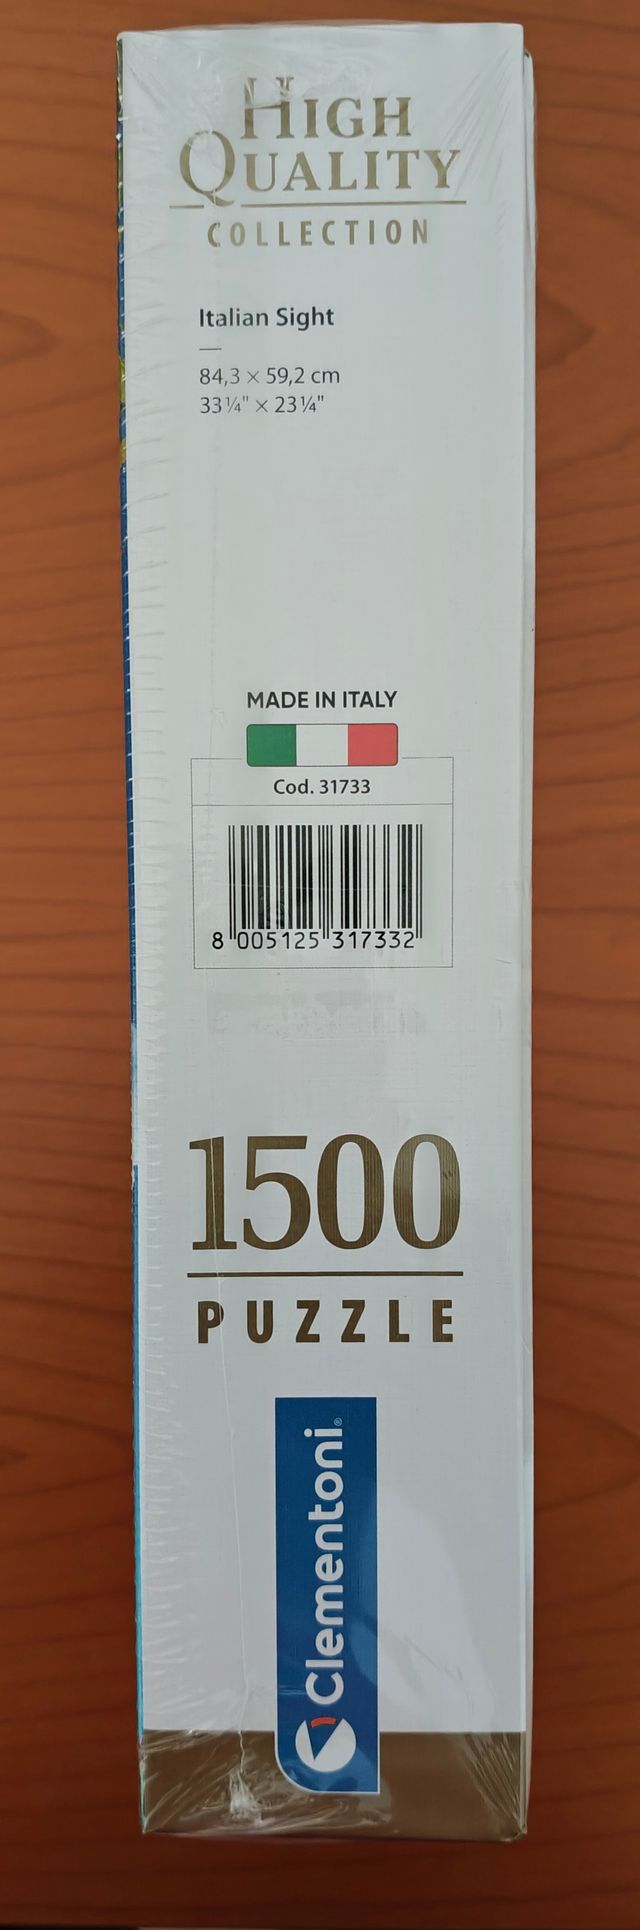 HIGH
QUALITY
COLLECTION
Italian Sight
84,3 × 59,2 cm
33¼" × 23¼"
MADE IN ITALY
Cod. 31733
8 005125 317332
1500
PUZZLE
Clementoni®